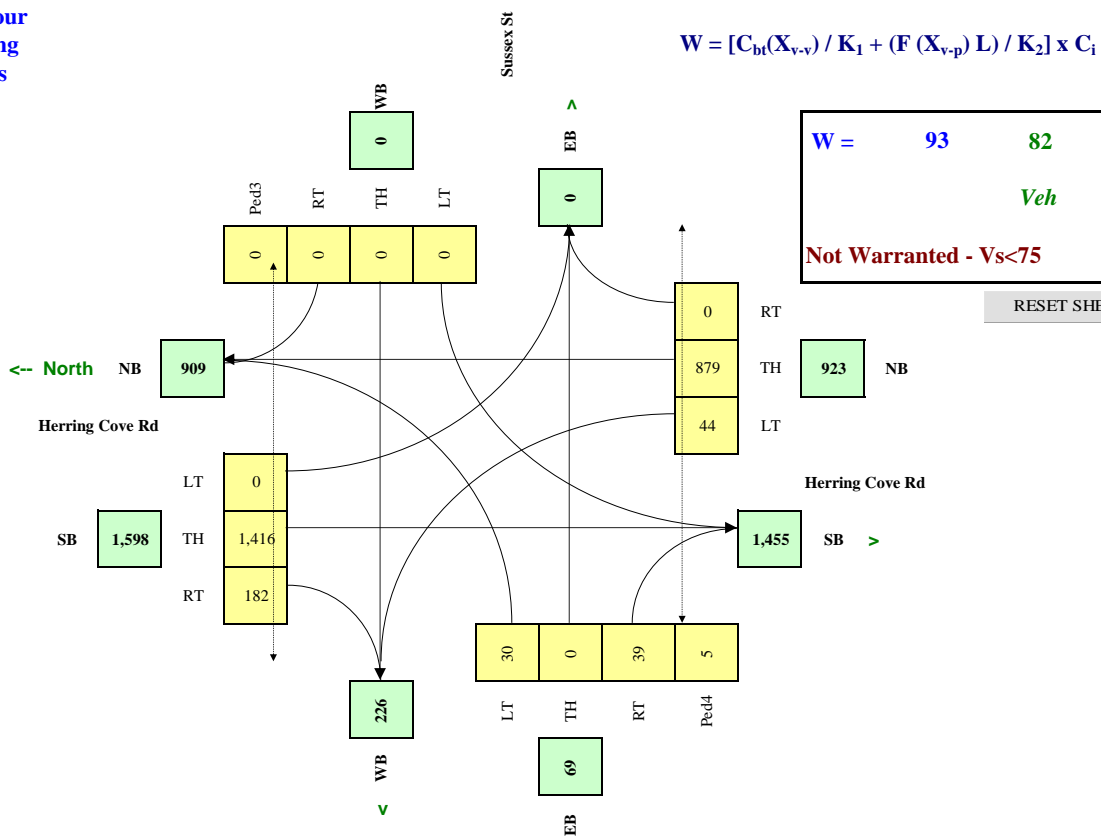 our
ng
s
Sussex St
W = [Cbt(Xv-v) / K1 + (F (Xv-p) L) / K2] x Ci
WB
0
>
EB
0
W = 93 82
Veh
Not Warranted - Vs<75
RESET SHE
Ped3 RT TH LT
0 0 0 0
0 RT
<-- North NB 909
879 TH 923 NB
44 LT
Herring Cove Rd
LT 0
Herring Cove Rd
SB 1,598 TH 1,416
1,455 SB >
RT 182
30 0 39 5
LT TH RT Ped4
226
WB
<
69
EB